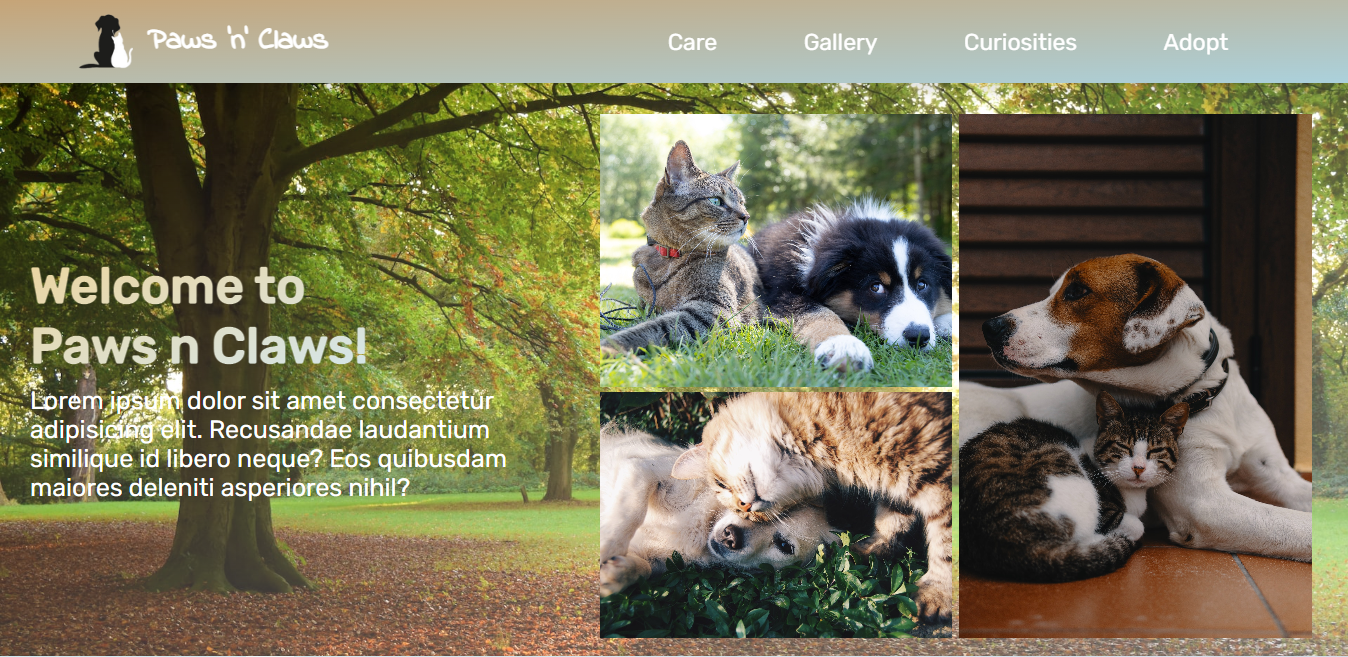 Paws 'n' Claws
Care
Gallery
Curiosities
Adopt
Welcome to
Paws n Claws!
Lorem ipsum dolor sit amet consectetur
adipisicing elit. Recusandae laudantium
similique id libero neque? Eos quibusdam
maiores deleniti asperiores nihil?